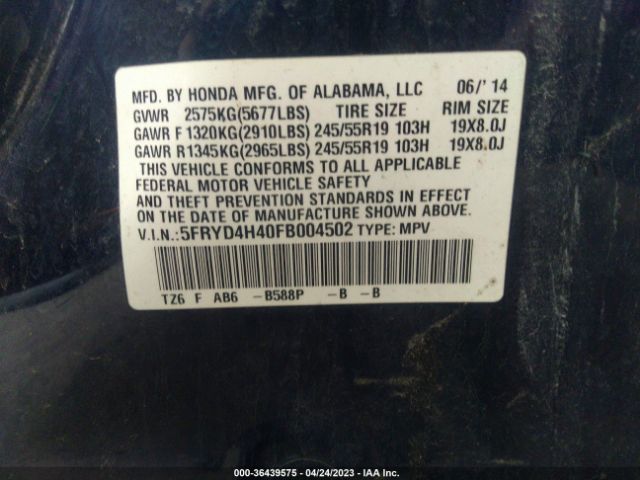 MFD. BY HONDA MFG. OF ALABAMA, LLC 06/' 14
GVWR 2575KG(5677LBS) TIRE SIZE RIM SIZE
GAWR F 1320KG(2910LBS) 245/55R19 103H 19X8.0J
GAWR R1345KG(2965LBS) 245/55R19 103H 19X8.0J
THIS VEHICLE CONFORMS TO ALL APPLICABLE
FEDERAL MOTOR VEHICLE SAFETY
AND THEFT PREVENTION STANDARDS IN EFFECT
ON THE DATE OF MANUFACTURE SHOWN ABOVE.
V.I.N.:5FRYD4H40FB004502 TYPE: MPV
TZ6 F AB6 -B588P -B -B
000-36439575 - 04/24/2023 - IAA Inc.